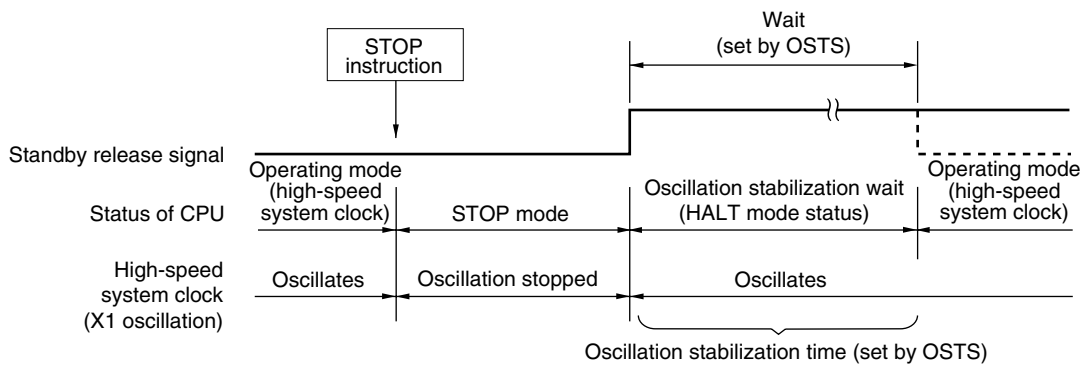 Wait
(set by OSTS)
STOP
instruction
Standby release signal
Operating mode
(high-speed
system clock)
Operating mode
(high-speed
system clock)
Status of CPU
STOP mode
Oscillation stabilization wait
(HALT mode status)
High-speed
system clock
(X1 oscillation)
Oscillates
Oscillation stopped
Oscillates
Oscillation stabilization time (set by OSTS)